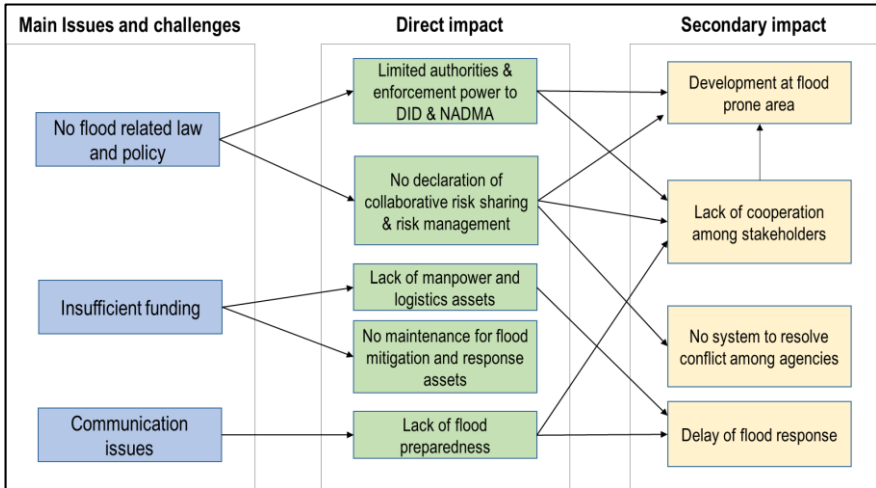 Main Issues and challenges
Direct impact
Secondary impact
No flood related law
and policy
Insufficient funding
Communication
issues
Limited authorities &
enforcement power to
DID & NADMA
No declaration of
collaborative risk sharing
& risk management
Lack of manpower and
logistics assets
No maintenance for flood
mitigation and response
assets
Lack of flood
preparedness
Development at flood
prone area
Lack of cooperation
among stakeholders
No system to resolve
conflict among agencies
Delay of flood response